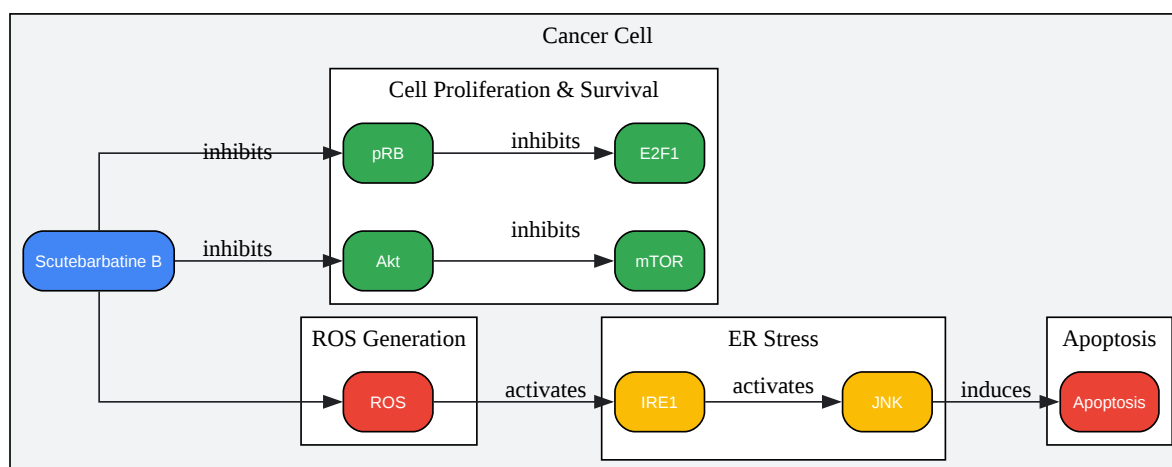 Cancer Cell
Cell Proliferation & Survival
inhibits
pRB
inhibits
E2F1
Scutebarbatine B
inhibits
Akt
inhibits
mTOR
ROS Generation
ER Stress
Apoptosis
ROS
activates
IRE1
activates
JNK
induces
Apoptosis